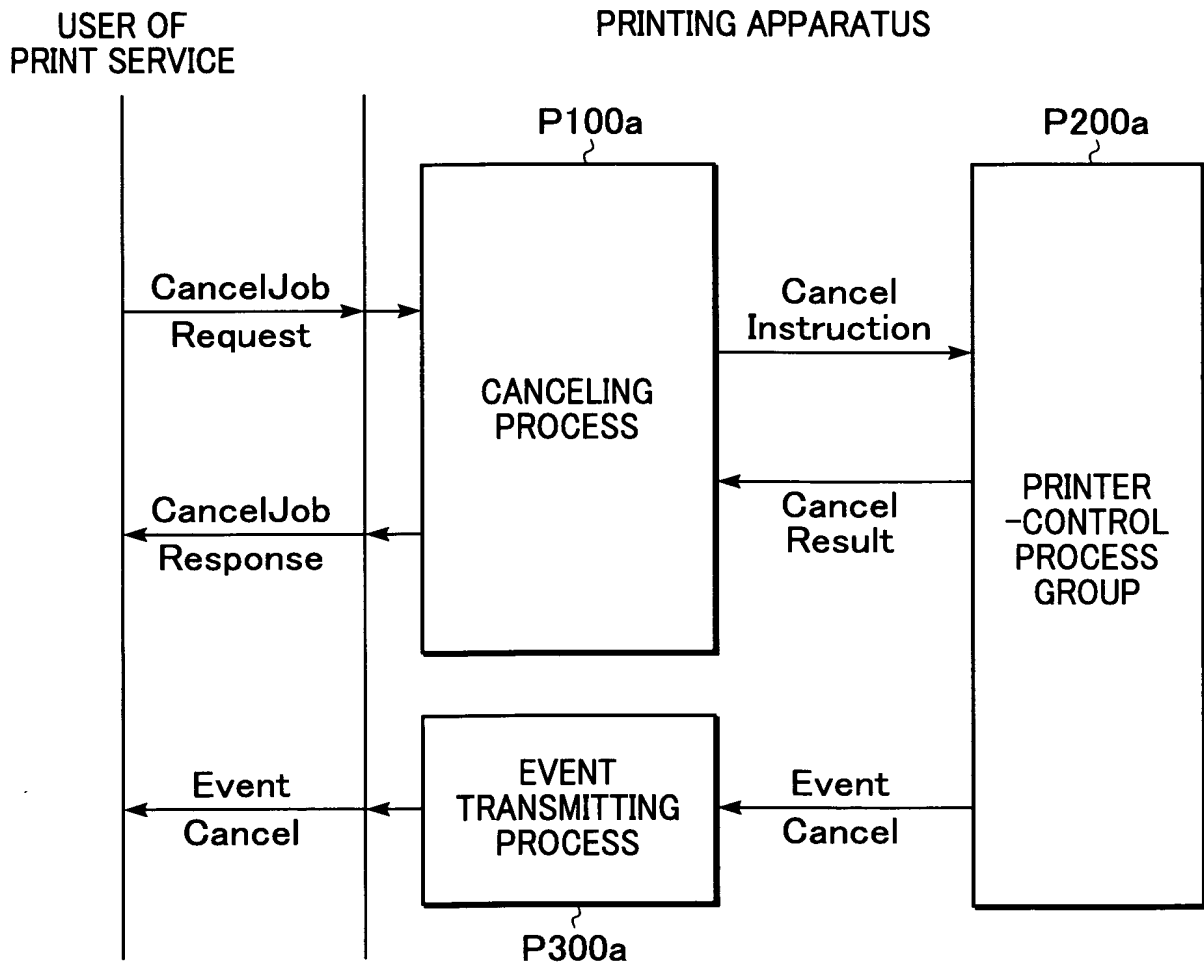 USER OF
PRINT SERVICE
PRINTING APPARATUS
P100a
P200a
CancelJob
Request
Cancel
Instruction
CANCELING
PROCESS
CancelJob
Response
Cancel
Result
PRINTER
-CONTROL
PROCESS
GROUP
Event
Cancel
EVENT
TRANSMITTING
PROCESS
Event
Cancel
P300a